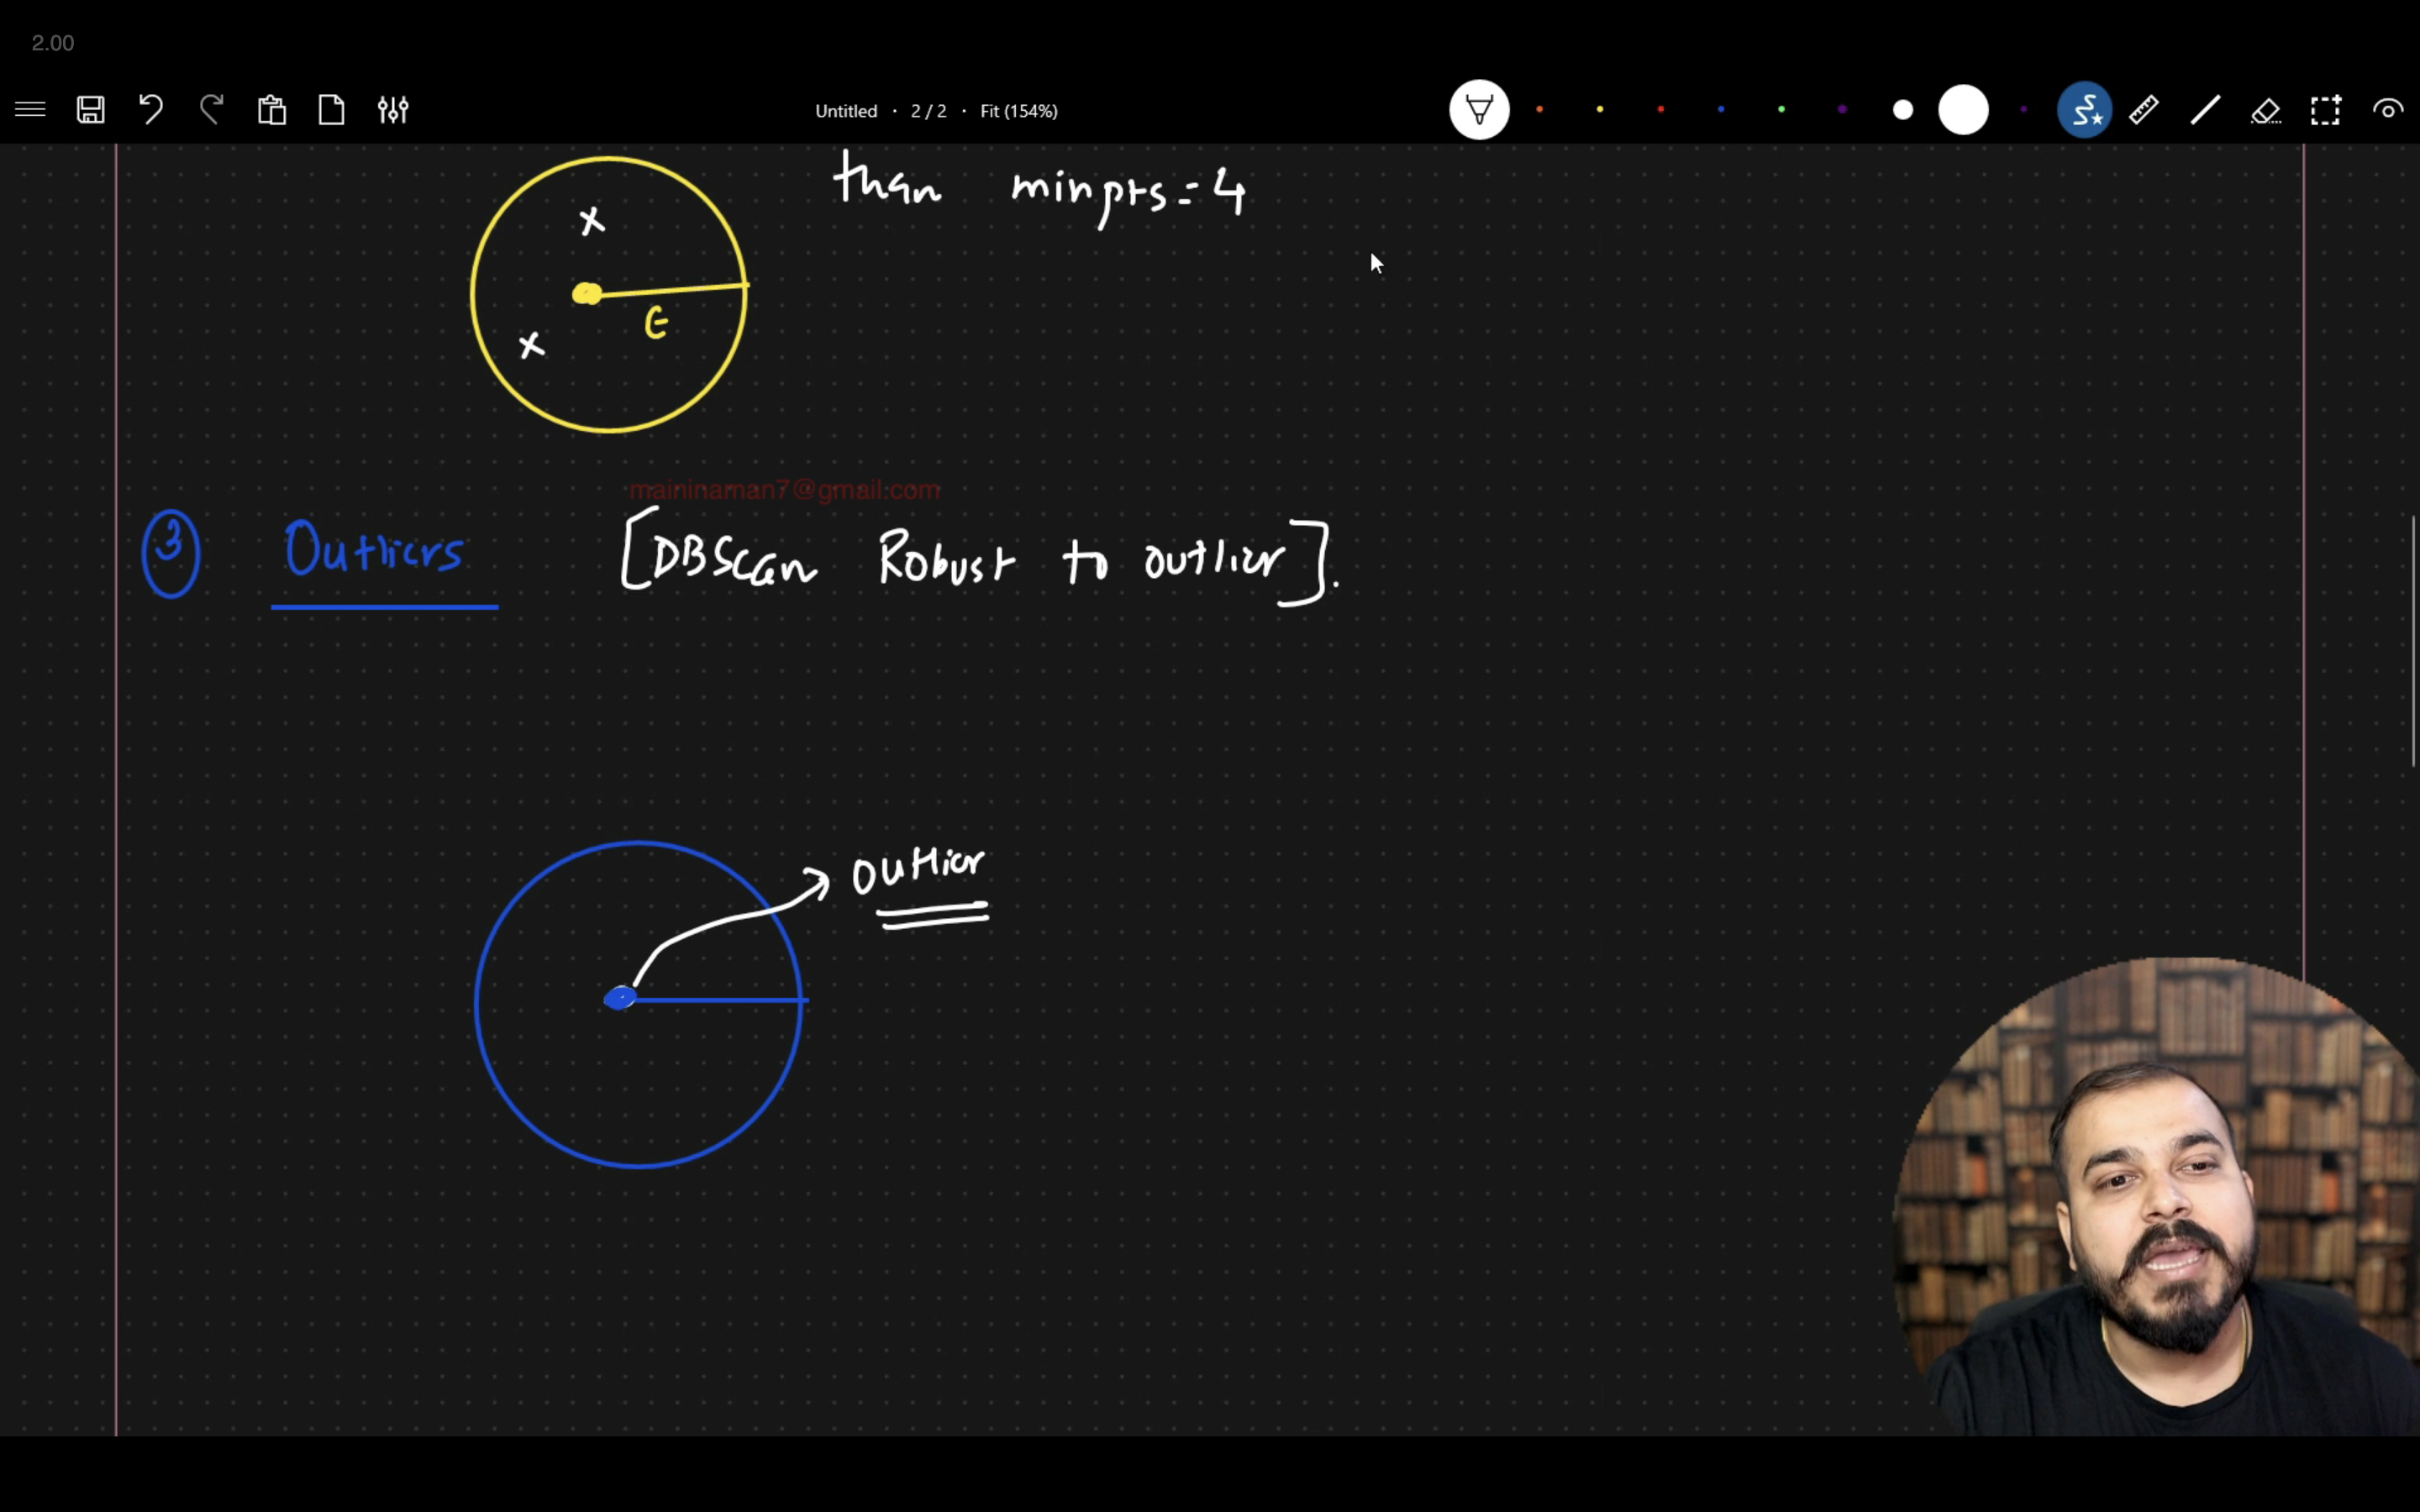 2.00
Untitled · 2 / 2 · Fit (154%)
than minpts = 4
X
ϵ
X
maininaman7@gmail.com
3 Outliers [DBScan Robust to outlier].
outlier